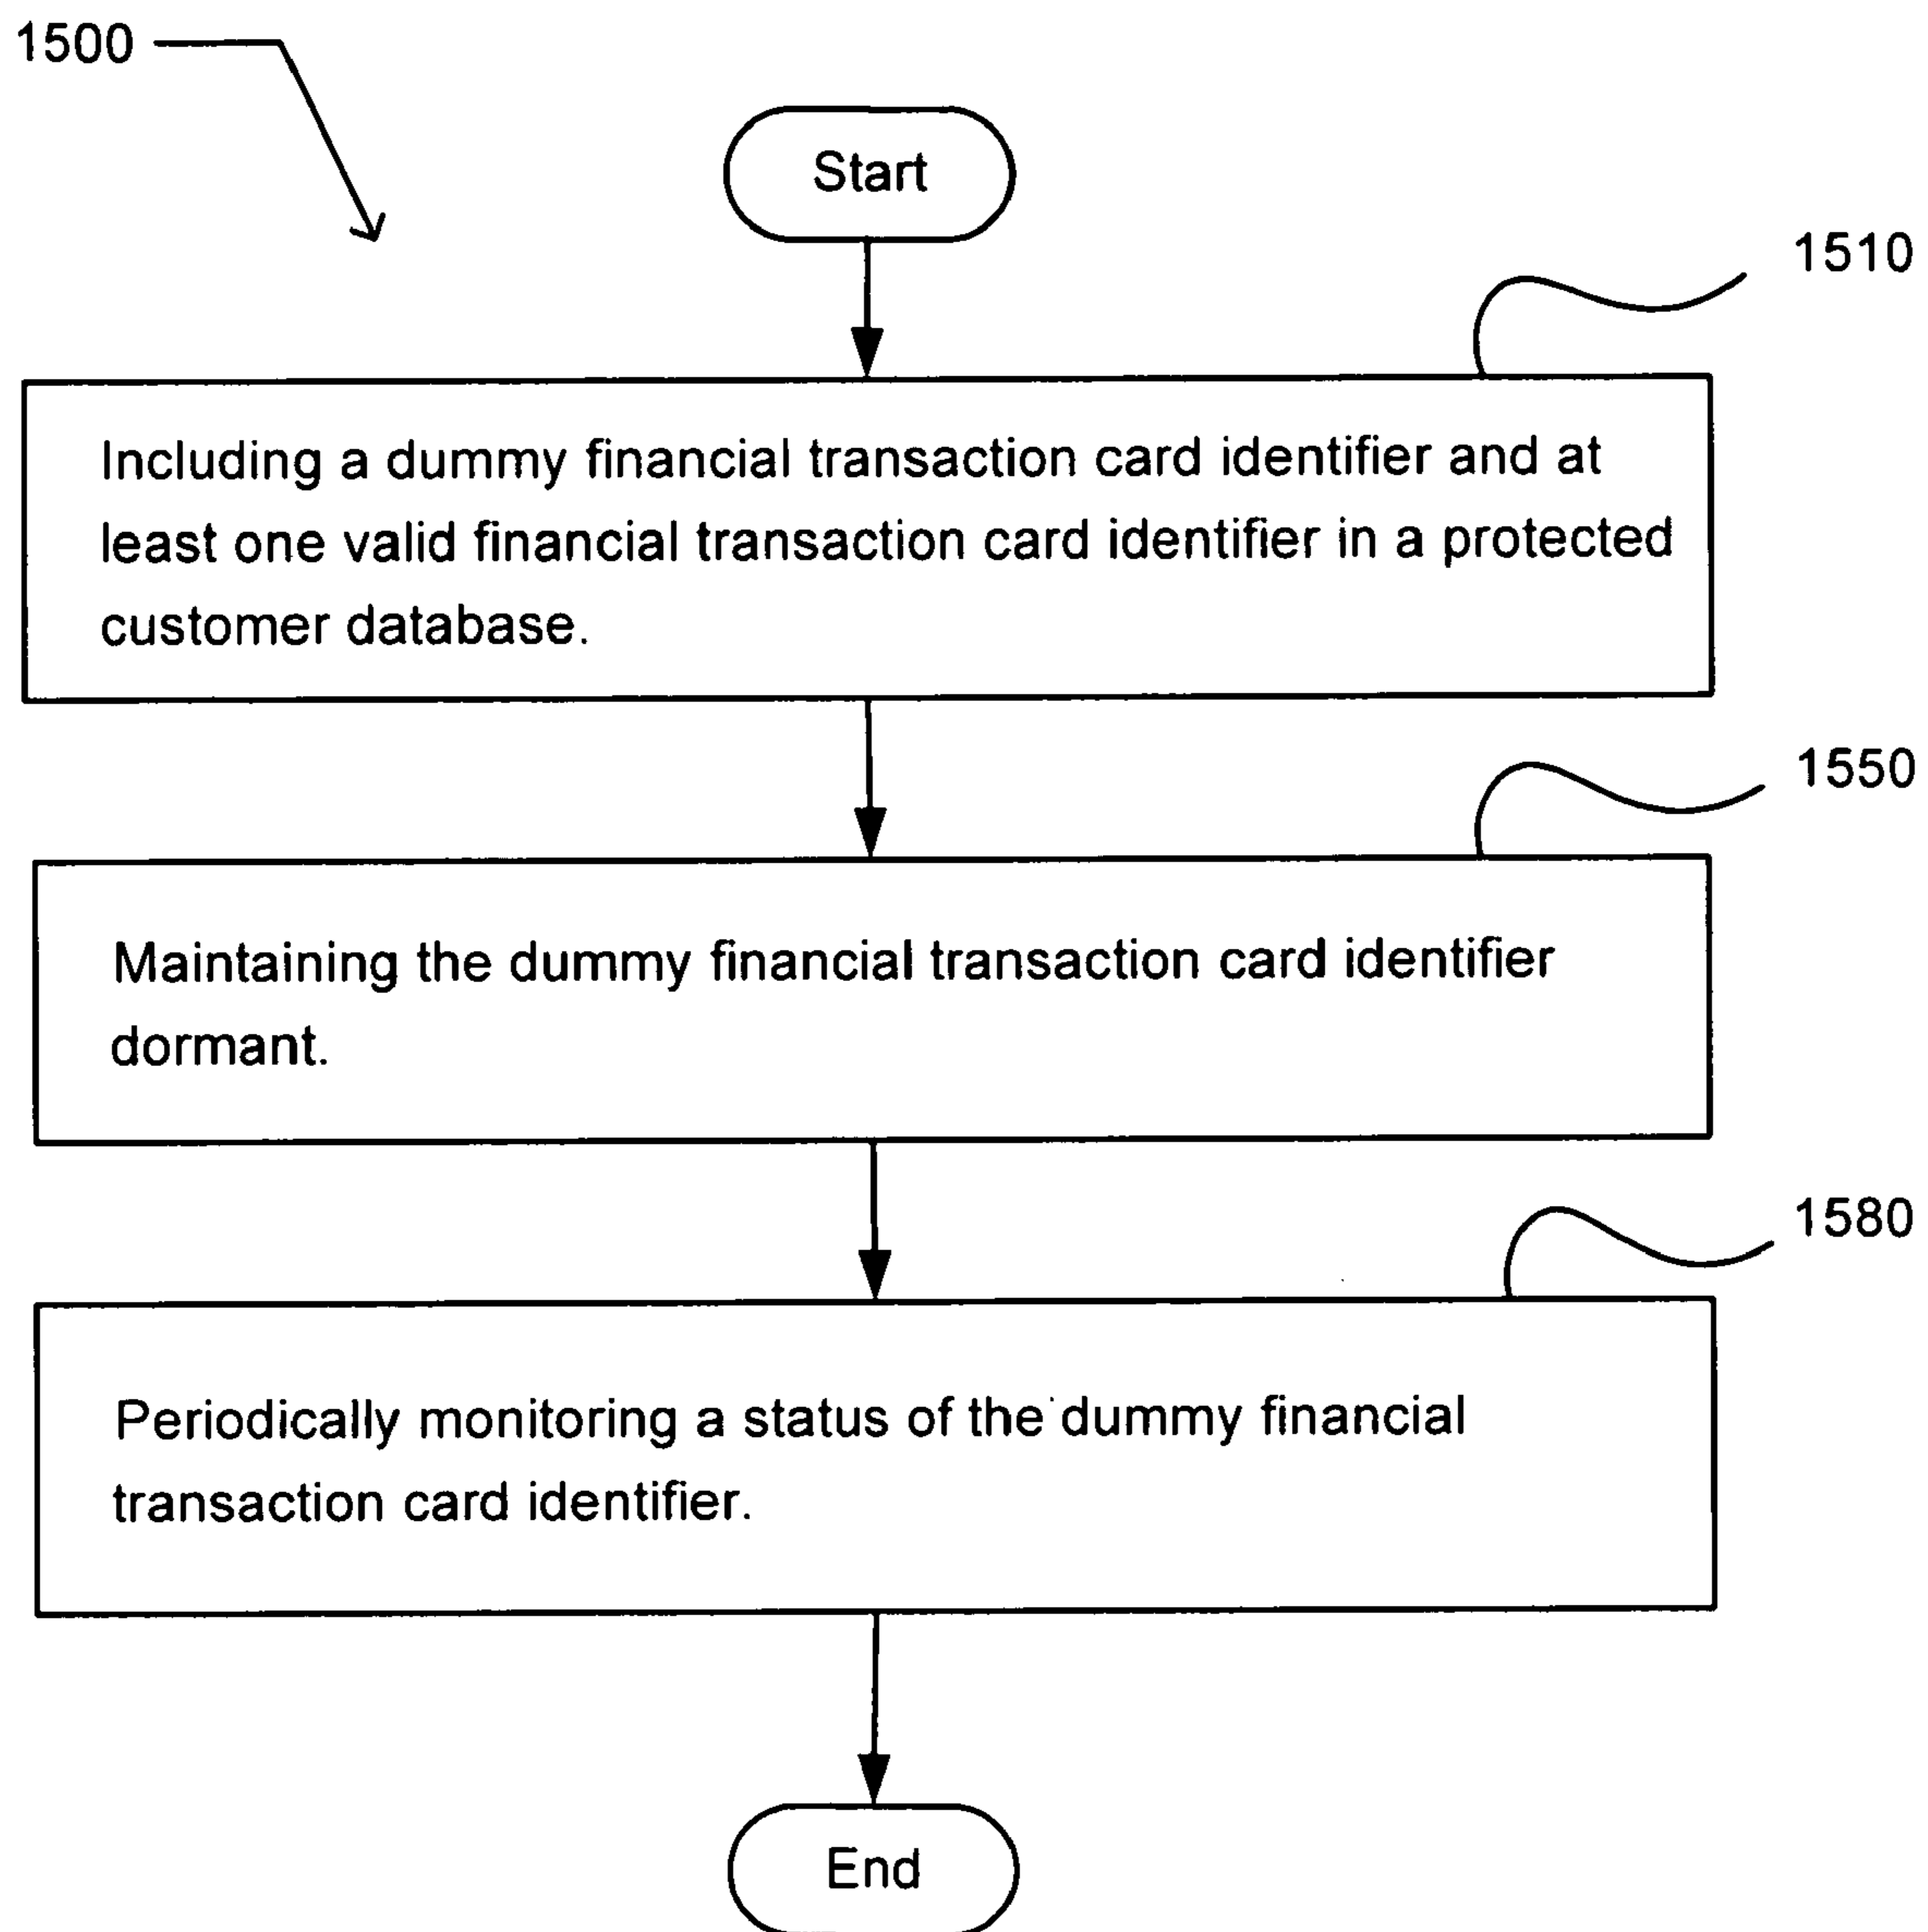 1500
Start
1510
Including a dummy financial transaction card identifier and at
least one valid financial transaction card identifier in a protected
customer database.
1550
Maintaining the dummy financial transaction card identifier
dormant.
1580
Periodically monitoring a status of the dummy financial
transaction card identifier.
End